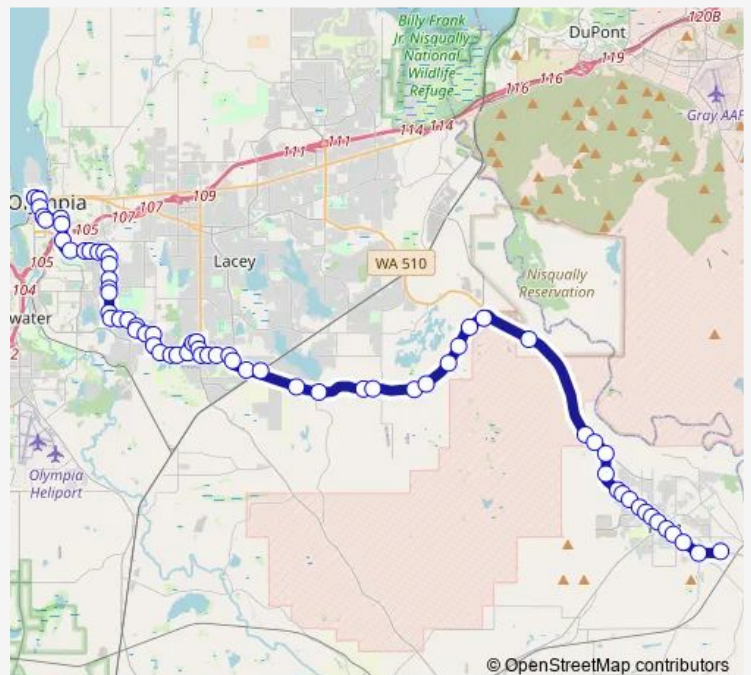 120B
Billy Frank
Jr. Nisqually
National
Wildlife
Refuge
DuPont
119
116
116
Gray AAF
114
114
111
111
109
Olympia
107
107
105
105
Lacey
WA 510
104
Nisqually
Reservation
water
2
Olympia
Heliport
© OpenStreetMap contributors